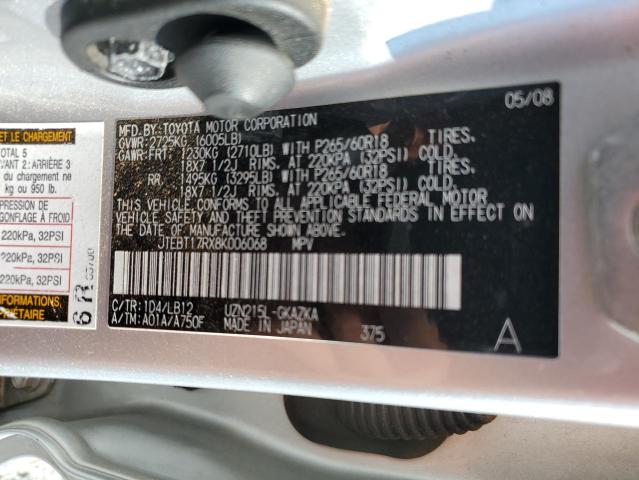 05/08
MFD.BY: TOYOTA MOTOR CORPORATION
GVWR: 2725KG (6005LB)
GAWR: FRT 1230KG (2710LB) WITH P265/60R18 TIRES.
18X7 1/2J RIMS. AT 220KPA (32PSI) COLD.
RR 1495KG (3295LB) WITH P265/60R18 TIRES.
18X7 1/2J RIMS. AT 220KPA (32PSI) COLD.
THIS VEHICLE CONFORMS TO ALL APPLICABLE FEDERAL MOTOR
VEHICLE SAFETY BUMPER AND THEFT PREVENTION STANDARDS IN EFFECT ON
THE DATE OF MANUFACTURE SHOWN ABOVE.
JTEBT17RX8K006068 MPV
C/TR: 1D4/LB12 UZN215L-GKAZKA
A/TM: A01A/A750F MADE IN JAPAN 375
A
ET LE CHARGEMENT
TOTAL 5
VANT 2: ARRIÈRE 3
du chargement ne
kg ou 950 lb.
PRESSION DE
GONFLAGE À FROID
220kPa, 32PSI
220kPa, 32PSI
220kPa, 32PSI
INFORMATIONS